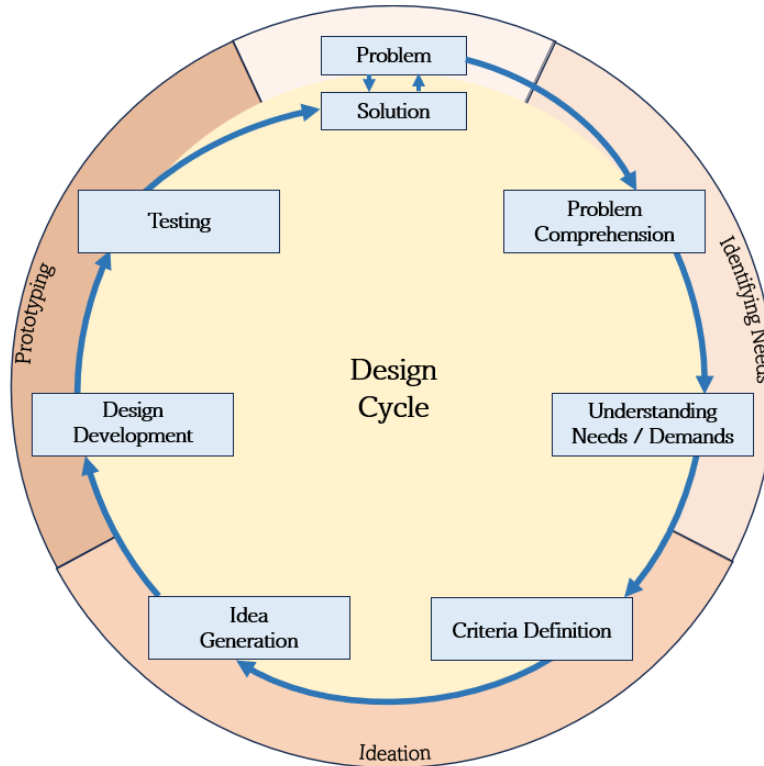 Problem
Solution
Problem
Comprehension
Understanding
Needs / Demands
Criteria Definition
Idea
Generation
Design
Development
Testing
Design
Cycle
Identifying Needs
Ideation
Prototyping